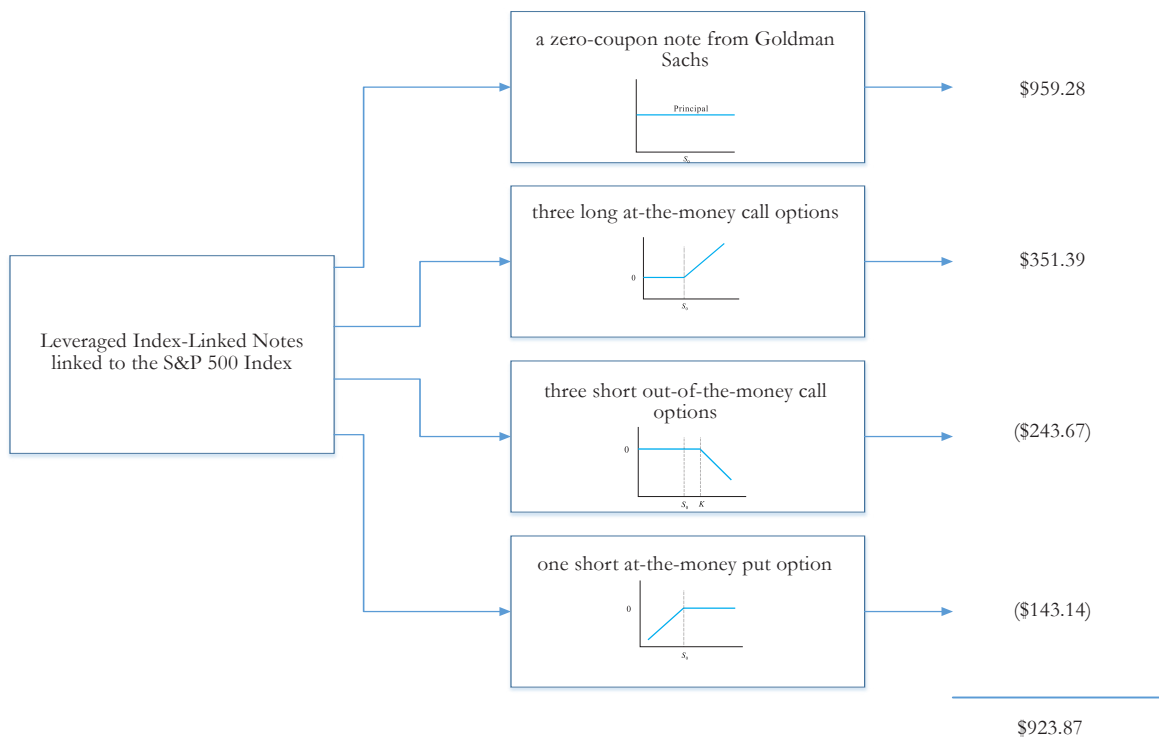 a zero-coupon note from Goldman
Sachs
Principal
S₀
$959.28
three long at-the-money call options
0
S₀
$351.39
Leveraged Index-Linked Notes
linked to the S&P 500 Index
three short out-of-the-money call
options
0
S₀ K
($243.67)
one short at-the-money put option
0
S₀
($143.14)
$923.87